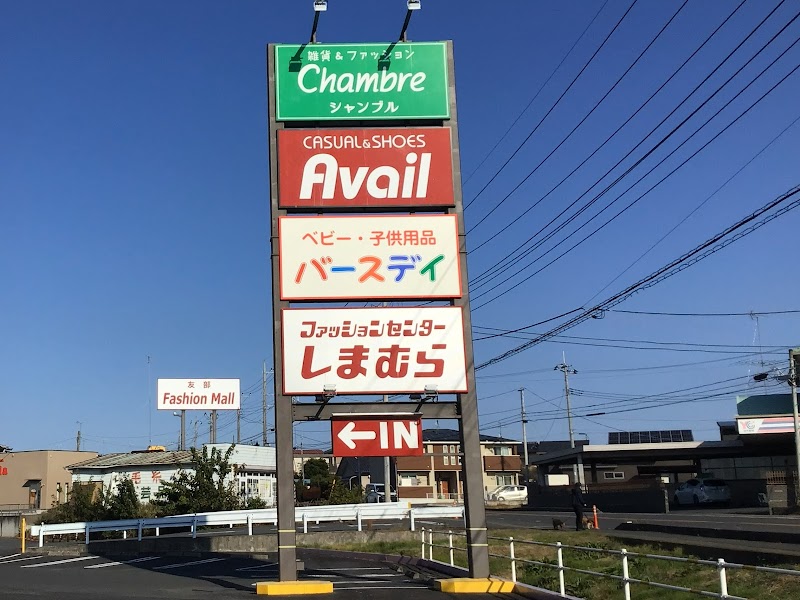 雑貨 & ファッション
Chambre
シャンブル
CASUAL&SHOES
Avail
ベビー・子供用品
バースデイ
ファッションセンター
しまむら
←IN
友部
Fashion Mall
毛糸